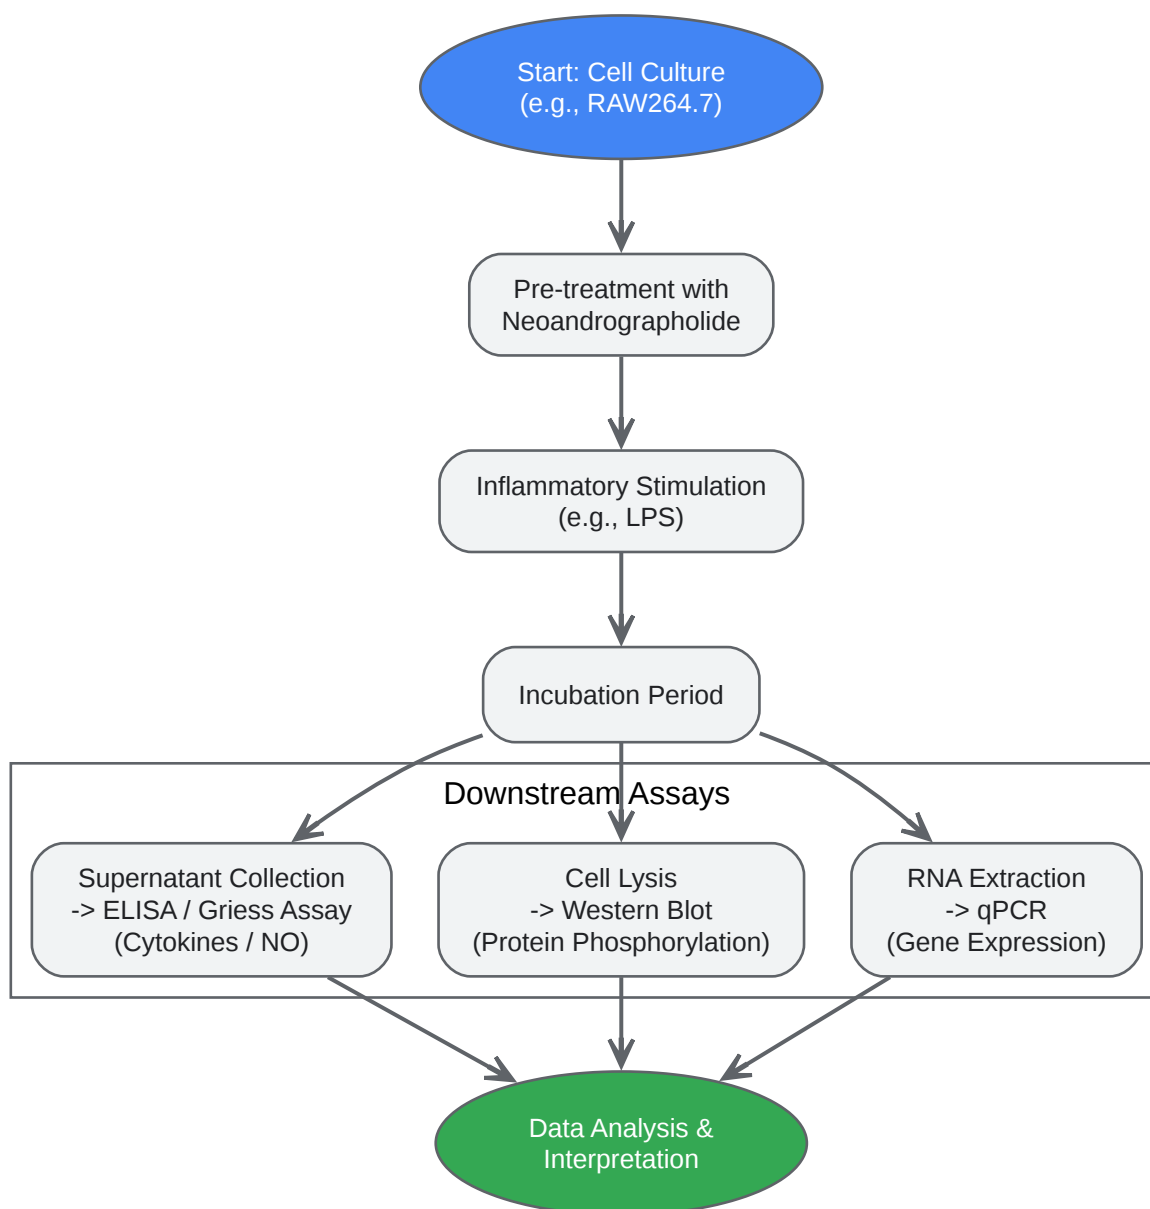 Start: Cell Culture
(e.g., RAW264.7)
Pre-treatment with
Neoandrographolide
Inflammatory Stimulation
(e.g., LPS)
Incubation Period
Downstream Assays
Supernatant Collection
-> ELISA / Griess Assay
(Cytokines / NO)
Cell Lysis
-> Western Blot
(Protein Phosphorylation)
RNA Extraction
-> qPCR
(Gene Expression)
Data Analysis &
Interpretation